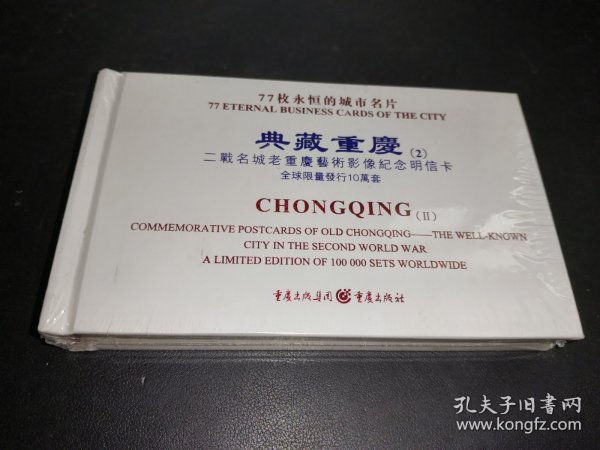 77枚永恒的城市名片
77 ETERNAL BUSINESS CARDS OF THE CITY
典藏重慶(2)
二戰名城老重慶藝術影像紀念明信卡
全球限量發行10萬套
CHONGQING(II)
COMMEMORATIVE POSTCARDS OF OLD CHONGQING——THE WELL-KNOWN
CITY IN THE SECOND WORLD WAR
A LIMITED EDITION OF 100 000 SETS WORLDWIDE
重庆出版集团 重庆出版社
孔夫子旧书网
www.kongfz.com